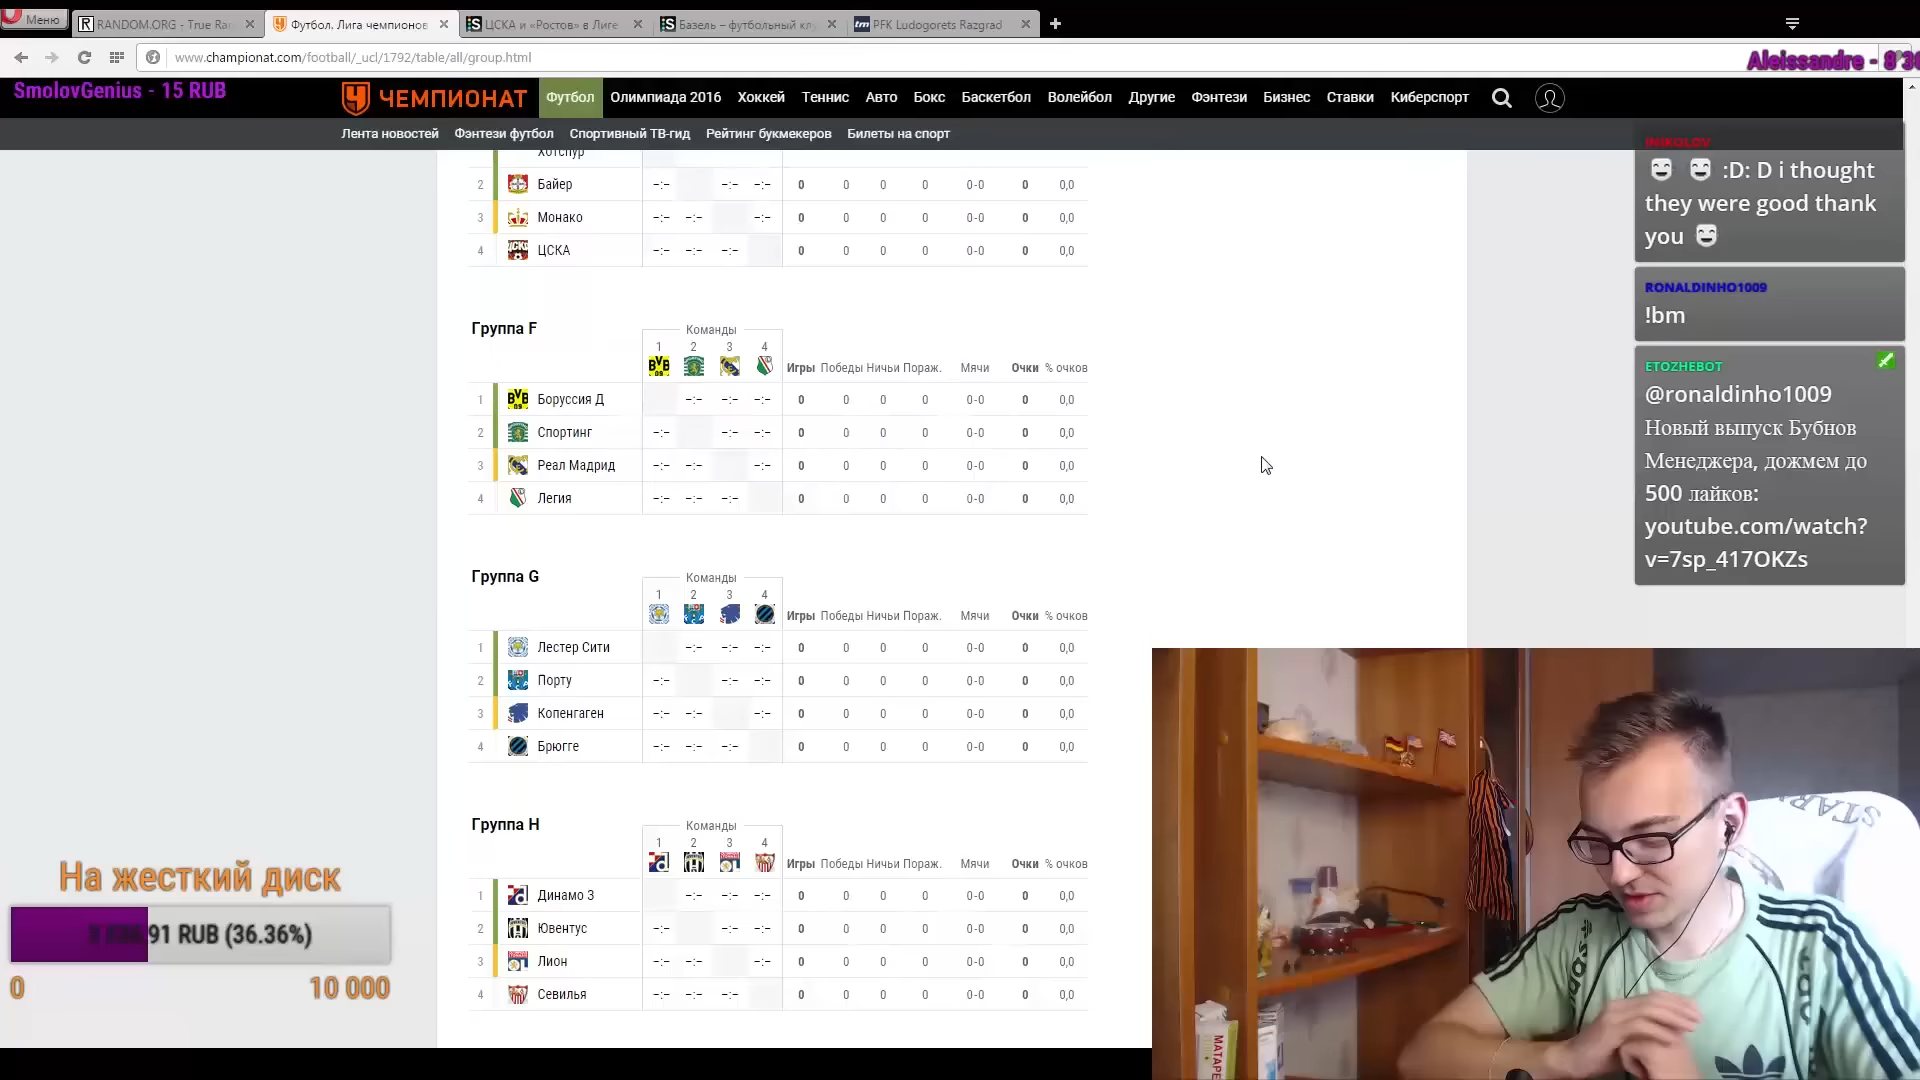 Меню
RANDOM.ORG - True Ra
Футбол. Лига чемпионов
ЦСКА и «Ростов» в Лиге
Базель – футбольный кл
PFK Ludogorets Razgrad
www.championat.com/football/_ucl/1792/table/all/group.html
Aleissandre - 8'3
SmolovGenius - 15 RUB
ЧЕМПИОНАТ
Футбол Олимпиада 2016 Хоккей Теннис Авто Бокс Баскетбол Волейбол Другие Фэнтези Бизнес Ставки Киберспорт
Лента новостей Фэнтези футбол Спортивный ТВ-гид Рейтинг букмекеров Билеты на спорт
Хотспур
2 Байер -:- -:- -:- 0 0 0 0 0-0 0 0,0
3 Монако -:- -:- -:- 0 0 0 0 0-0 0 0,0
4 ЦСКА -:- -:- -:- 0 0 0 0 0-0 0 0,0
Группа F
Команды
1 2 3 4
Игры Победы Ничьи Пораж. Мячи Очки % очков
1 Боруссия Д -:- -:- -:- 0 0 0 0 0-0 0 0,0
2 Спортинг -:- -:- -:- 0 0 0 0 0-0 0 0,0
3 Реал Мадрид -:- -:- -:- 0 0 0 0 0-0 0 0,0
4 Легия -:- -:- -:- 0 0 0 0 0-0 0 0,0
Группа G
Команды
1 2 3 4
Игры Победы Ничьи Пораж. Мячи Очки % очков
1 Лестер Сити -:- -:- -:- 0 0 0 0 0-0 0 0,0
2 Порту -:- -:- -:- 0 0 0 0 0-0 0 0,0
3 Копенгаген -:- -:- -:- 0 0 0 0 0-0 0 0,0
4 Брюгге -:- -:- -:- 0 0 0 0 0-0 0 0,0
Группа H
Команды
1 2 3 4
Игры Победы Ничьи Пораж. Мячи Очки % очков
1 Динамо З -:- -:- -:- 0 0 0 0 0-0 0 0,0
2 Ювентус -:- -:- -:- 0 0 0 0 0-0 0 0,0
3 Лион -:- -:- -:- 0 0 0 0 0-0 0 0,0
4 Севилья -:- -:- -:- 0 0 0 0 0-0 0 0,0
INIKOLOV
:D: D i thought
they were good thank
you
RONALDINHO1009
!bm
ETOZHEBOT
@ronaldinho1009
Новый выпуск Бубнов
Менеджера, дожмем до
500 лайков:
youtube.com/watch?
v=7sp_417OKZs
На жесткий диск
91 RUB (36.36%)
0 10 000
adidas